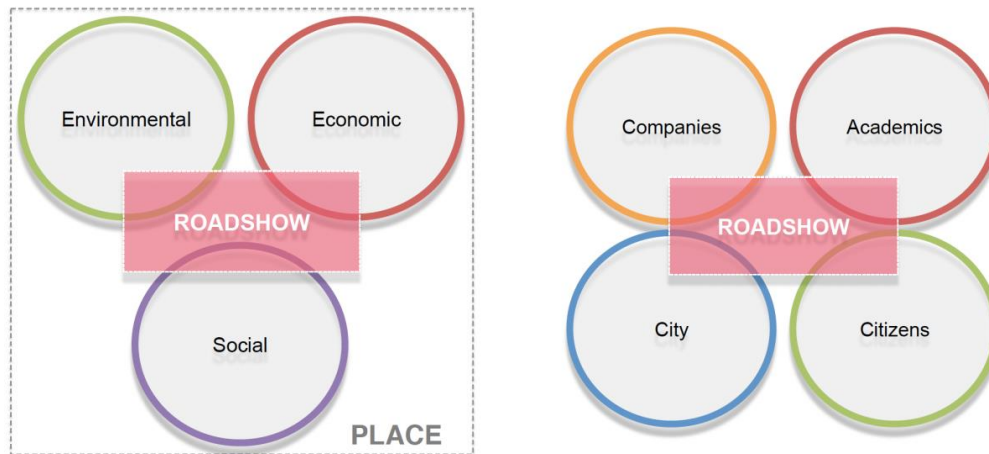 Environmental
Economic
ROADSHOW
Social
PLACE
Companies
Academics
ROADSHOW
City
Citizens